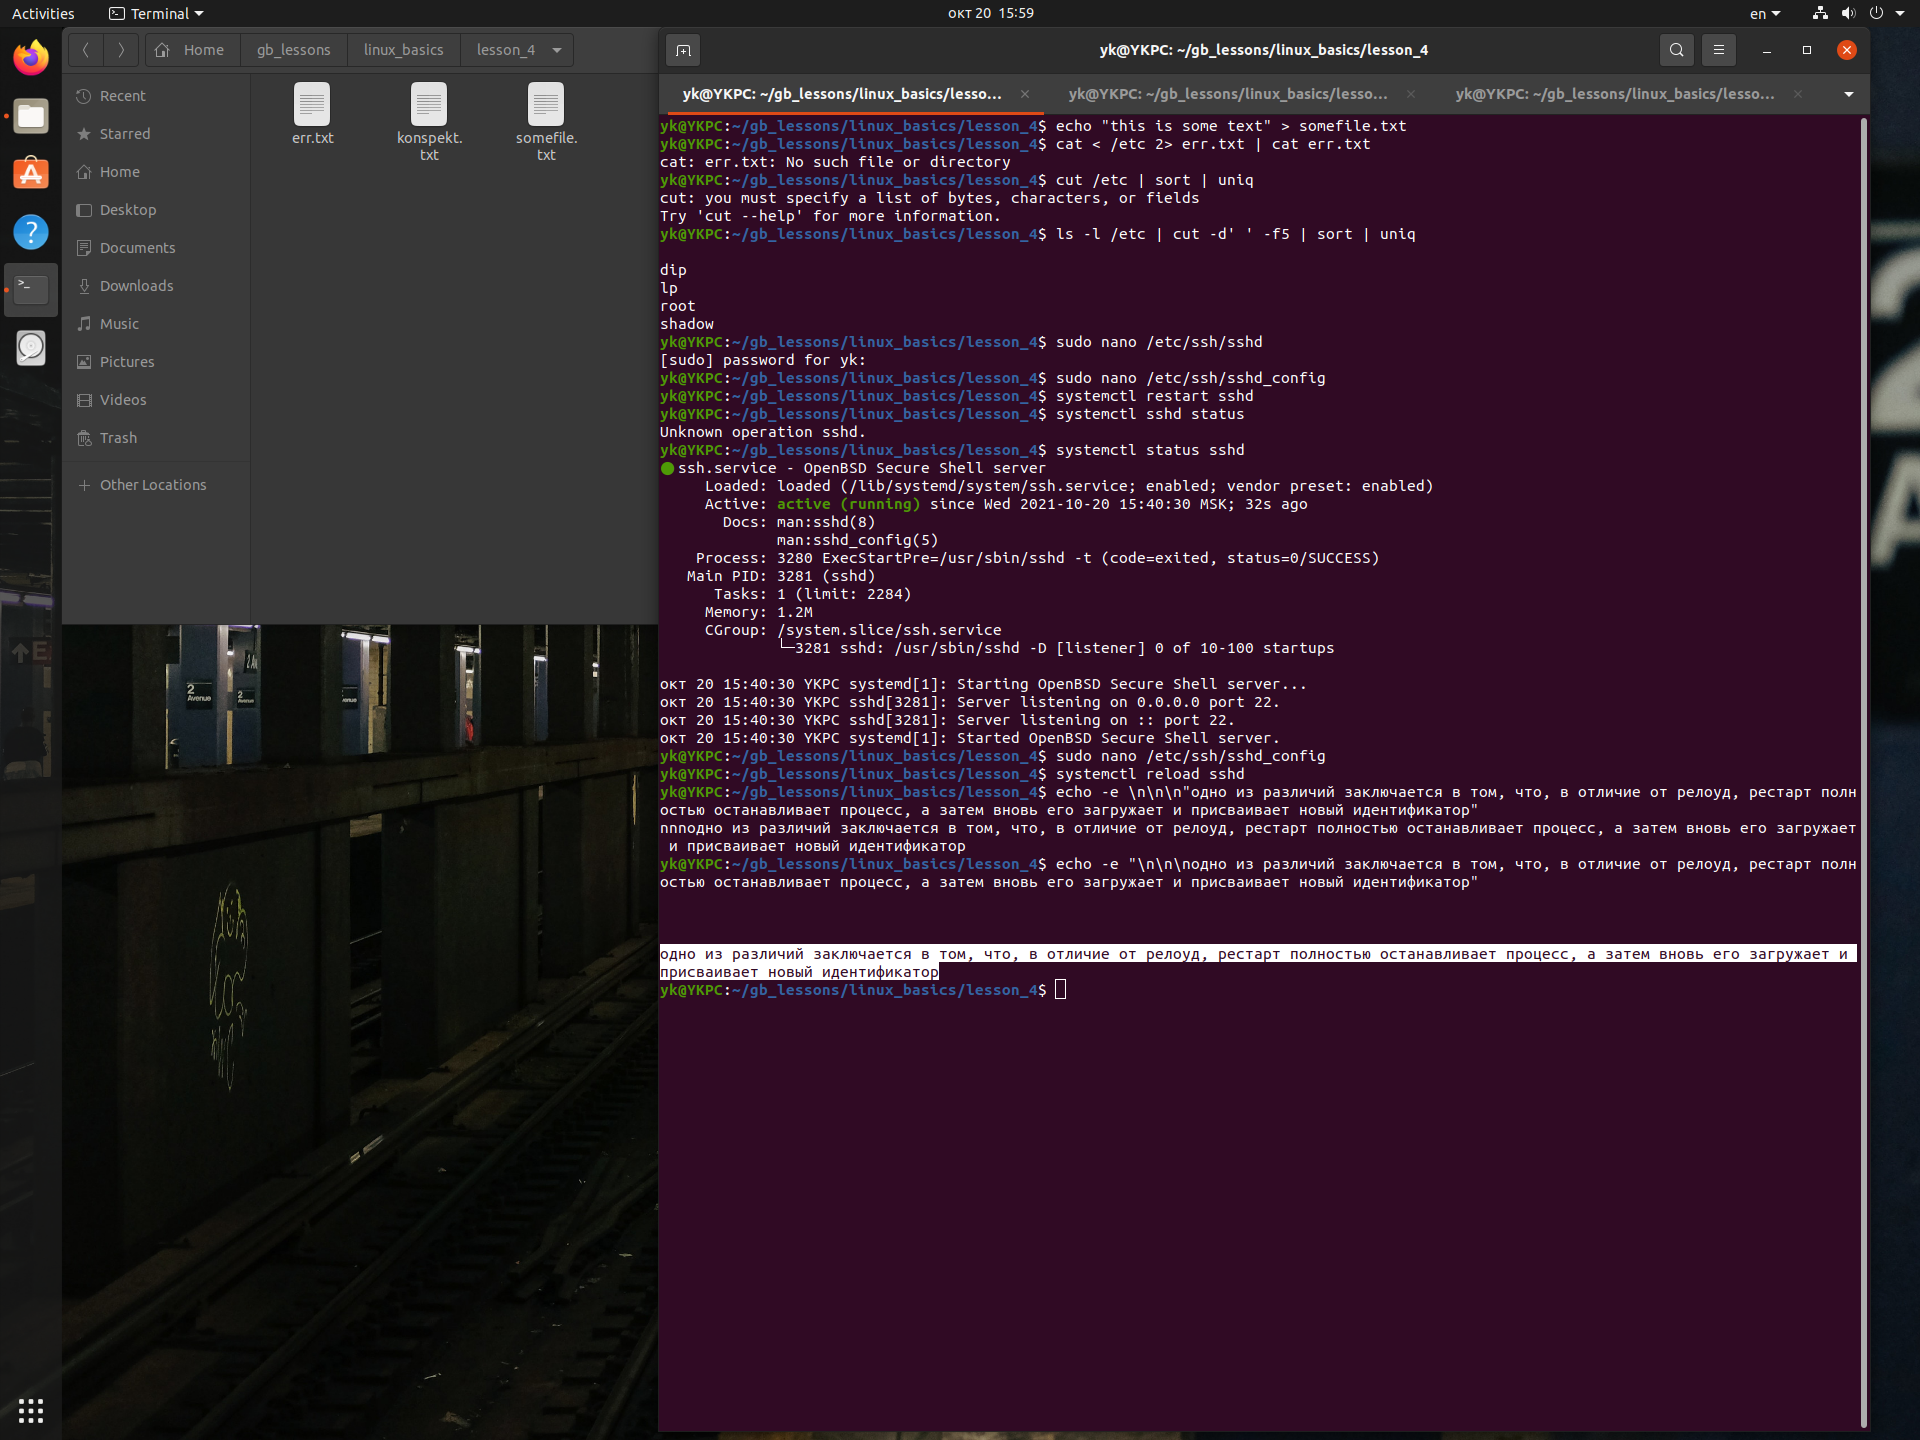 Activities
Terminal
окт 20 15:59
en
Home
gb_lessons
linux_basics
lesson_4
yk@YKPC: ~/gb_lessons/linux_basics/lesson_4
Recent
Starred
Home
Desktop
Documents
Downloads
Music
Pictures
Videos
Trash
Other Locations
err.txt
konspekt.
txt
somefile.
txt
yk@YKPC: ~/gb_lessons/linux_basics/lesso...
yk@YKPC: ~/gb_lessons/linux_basics/lesso...
yk@YKPC: ~/gb_lessons/linux_basics/lesso...
yk@YKPC:~/gb_lessons/linux_basics/lesson_4$ echo "this is some text" > somefile.txt
yk@YKPC:~/gb_lessons/linux_basics/lesson_4$ cat < /etc 2> err.txt | cat err.txt
cat: err.txt: No such file or directory
yk@YKPC:~/gb_lessons/linux_basics/lesson_4$ cut /etc | sort | uniq
cut: you must specify a list of bytes, characters, or fields
Try 'cut --help' for more information.
yk@YKPC:~/gb_lessons/linux_basics/lesson_4$ ls -l /etc | cut -d' ' -f5 | sort | uniq
dip
lp
root
shadow
yk@YKPC:~/gb_lessons/linux_basics/lesson_4$ sudo nano /etc/ssh/sshd
[sudo] password for yk:
yk@YKPC:~/gb_lessons/linux_basics/lesson_4$ sudo nano /etc/ssh/sshd_config
yk@YKPC:~/gb_lessons/linux_basics/lesson_4$ systemctl restart sshd
yk@YKPC:~/gb_lessons/linux_basics/lesson_4$ systemctl sshd status
Unknown operation sshd.
yk@YKPC:~/gb_lessons/linux_basics/lesson_4$ systemctl status sshd
● ssh.service - OpenBSD Secure Shell server
Loaded: loaded (/lib/systemd/system/ssh.service; enabled; vendor preset: enabled)
Active: active (running) since Wed 2021-10-20 15:40:30 MSK; 32s ago
Docs: man:sshd(8)
man:sshd_config(5)
Process: 3280 ExecStartPre=/usr/sbin/sshd -t (code=exited, status=0/SUCCESS)
Main PID: 3281 (sshd)
Tasks: 1 (limit: 2284)
Memory: 1.2M
CGroup: /system.slice/ssh.service
└─3281 sshd: /usr/sbin/sshd -D [listener] 0 of 10-100 startups
окт 20 15:40:30 YKPC systemd[1]: Starting OpenBSD Secure Shell server...
окт 20 15:40:30 YKPC sshd[3281]: Server listening on 0.0.0.0 port 22.
окт 20 15:40:30 YKPC sshd[3281]: Server listening on :: port 22.
окт 20 15:40:30 YKPC systemd[1]: Started OpenBSD Secure Shell server.
yk@YKPC:~/gb_lessons/linux_basics/lesson_4$ sudo nano /etc/ssh/sshd_config
yk@YKPC:~/gb_lessons/linux_basics/lesson_4$ systemctl reload sshd
yk@YKPC:~/gb_lessons/linux_basics/lesson_4$ echo -e \n\n\n"одно из различий заключается в том, что, в отличие от релоуд, рестарт полн
остью останавливает процесс, а затем вновь его загружает и присваивает новый идентификатор"
nnnодно из различий заключается в том, что, в отличие от релоуд, рестарт полностью останавливает процесс, а затем вновь его загружает
и присваивает новый идентификатор
yk@YKPC:~/gb_lessons/linux_basics/lesson_4$ echo -e "\n\n\nодно из различий заключается в том, что, в отличие от релоуд, рестарт полн
остью останавливает процесс, а затем вновь его загружает и присваивает новый идентификатор"
одно из различий заключается в том, что, в отличие от релоуд, рестарт полностью останавливает процесс, а затем вновь его загружает и
присваивает новый идентификатор
yk@YKPC:~/gb_lessons/linux_basics/lesson_4$
2
Avenue
2
Avenue